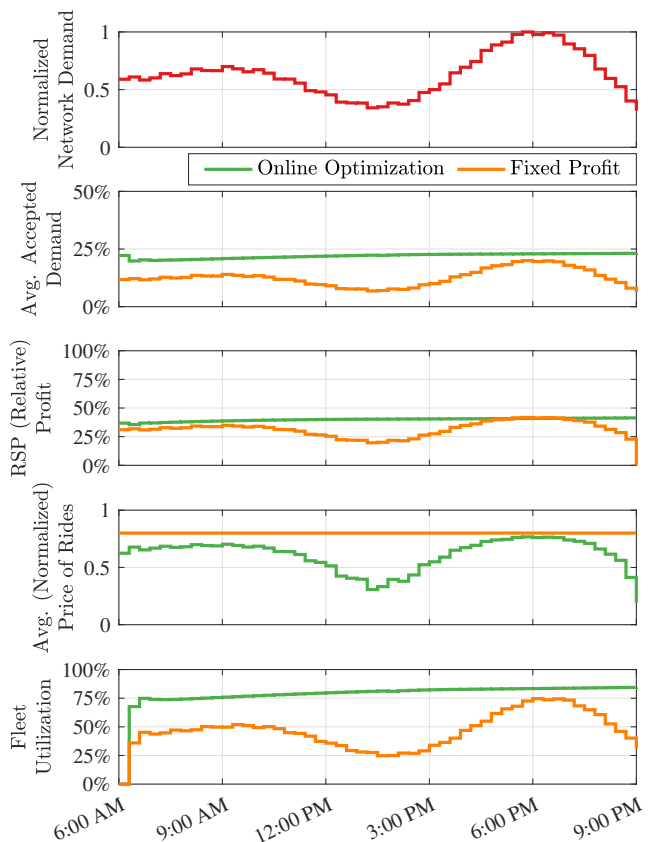 Normalized
Network Demand
1
0.5
0
Online Optimization
Fixed Profit
Avg. Accepted
Demand
50%
25%
0%
RSP (Relative)
Profit
100%
75%
50%
25%
0%
Avg. (Normalized)
Price of Rides
1
0.5
0
Fleet
Utilization
100%
75%
50%
25%
0%
6:00 AM
9:00 AM
12:00 PM
3:00 PM
6:00 PM
9:00 PM